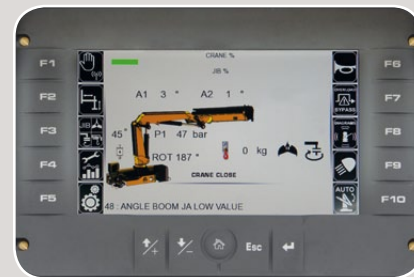 CRANE %
JIB %
A1 3 ° A2 1 °
45° P1 47 bar
0 kg
ROT 187 °
CRANE CLOSE
48 : ANGLE BOOM JA LOW VALUE
F1
F2
F3
F4
F5
JIB
BYPASS
AUTO
F6
F7
F8
F9
F10
+
-
Esc